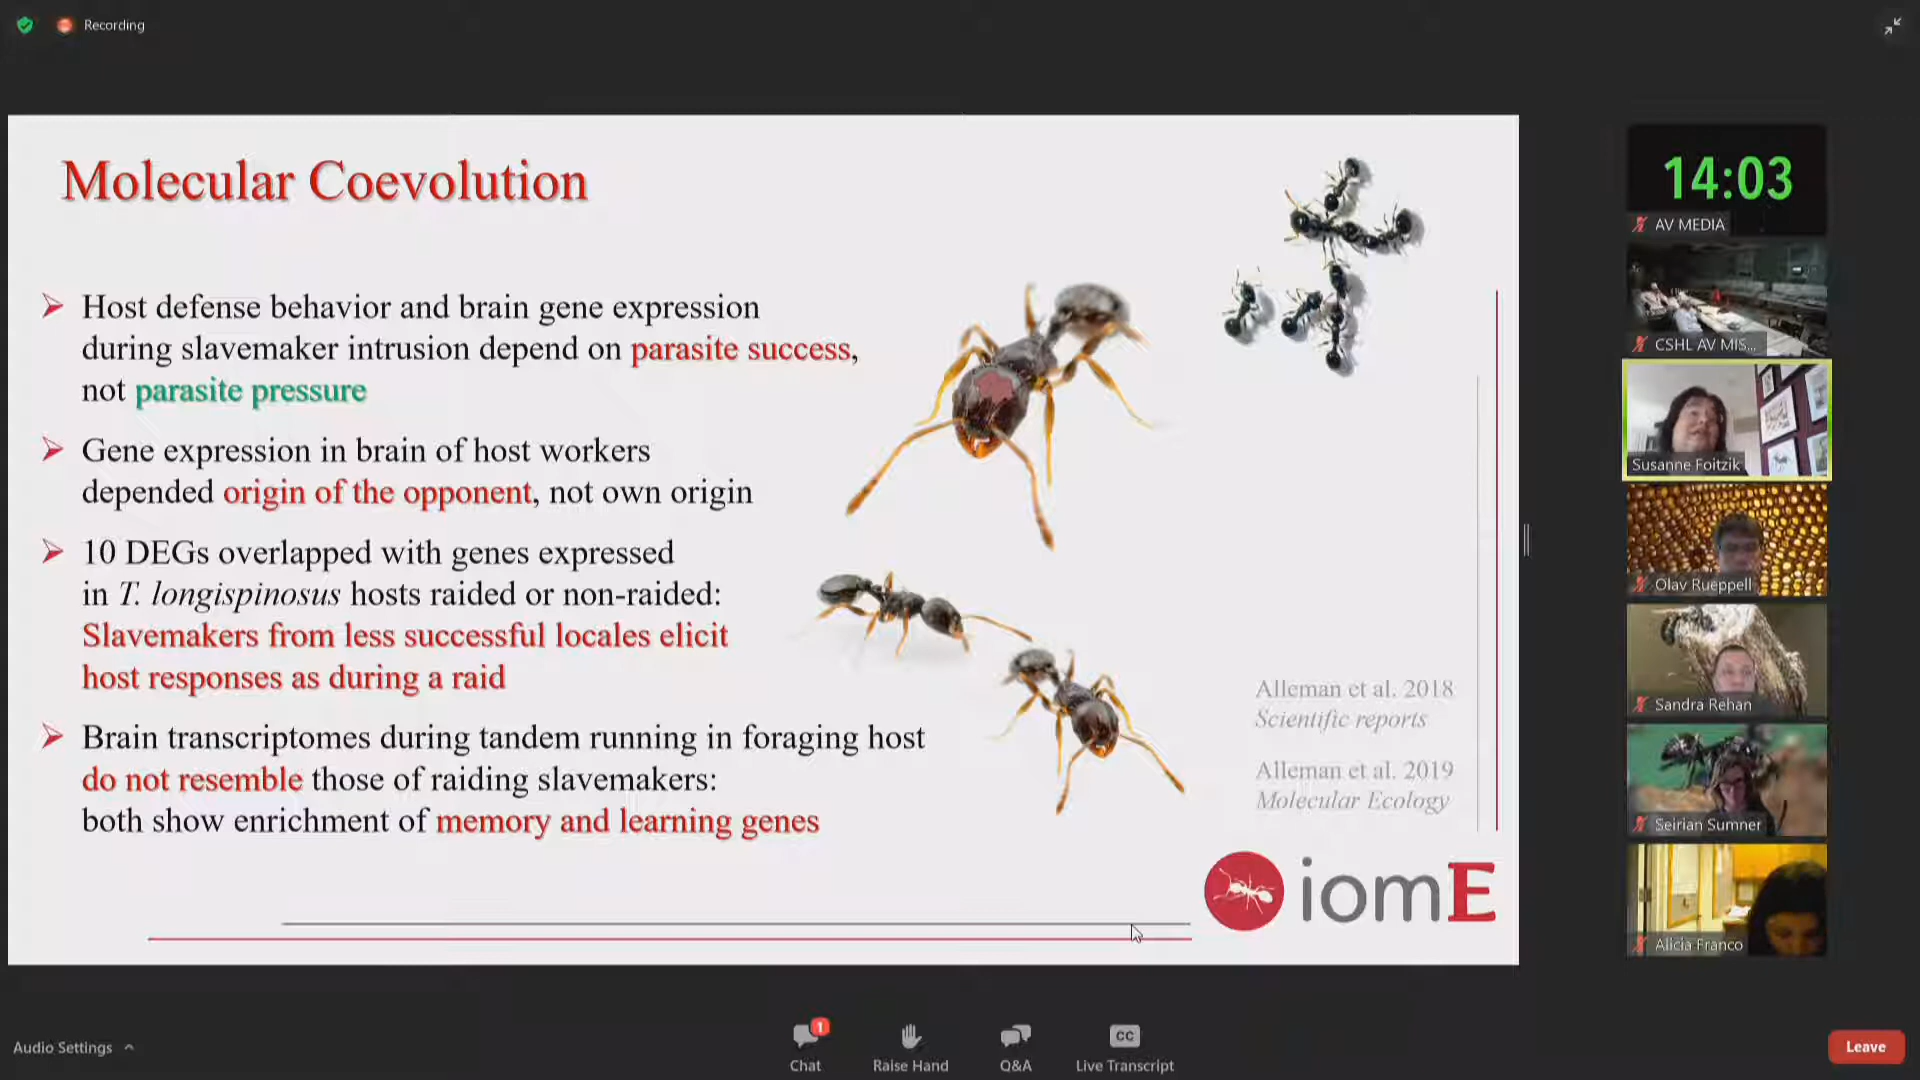 Recording
Molecular Coevolution
Host defense behavior and brain gene expression
during slavemaker intrusion depend on parasite success,
not parasite pressure
Gene expression in brain of host workers
depended origin of the opponent, not own origin
10 DEGs overlapped with genes expressed
in T. longispinosus hosts raided or non-raided:
Slavemakers from less successful locales elicit
host responses as during a raid
Brain transcriptomes during tandem running in foraging host
do not resemble those of raiding slavemakers:
both show enrichment of memory and learning genes
Alleman et al. 2018
Scientific reports
Alleman et al. 2019
Molecular Ecology
iomE
14:03
AV MEDIA
CSHL AV MIS...
Susanne Foitzik
Olav Rueppell
Sandra Rehan
Seirian Sumner
Alicia Franco
Audio Settings
1
Chat
Raise Hand
Q&A
CC
Live Transcript
Leave